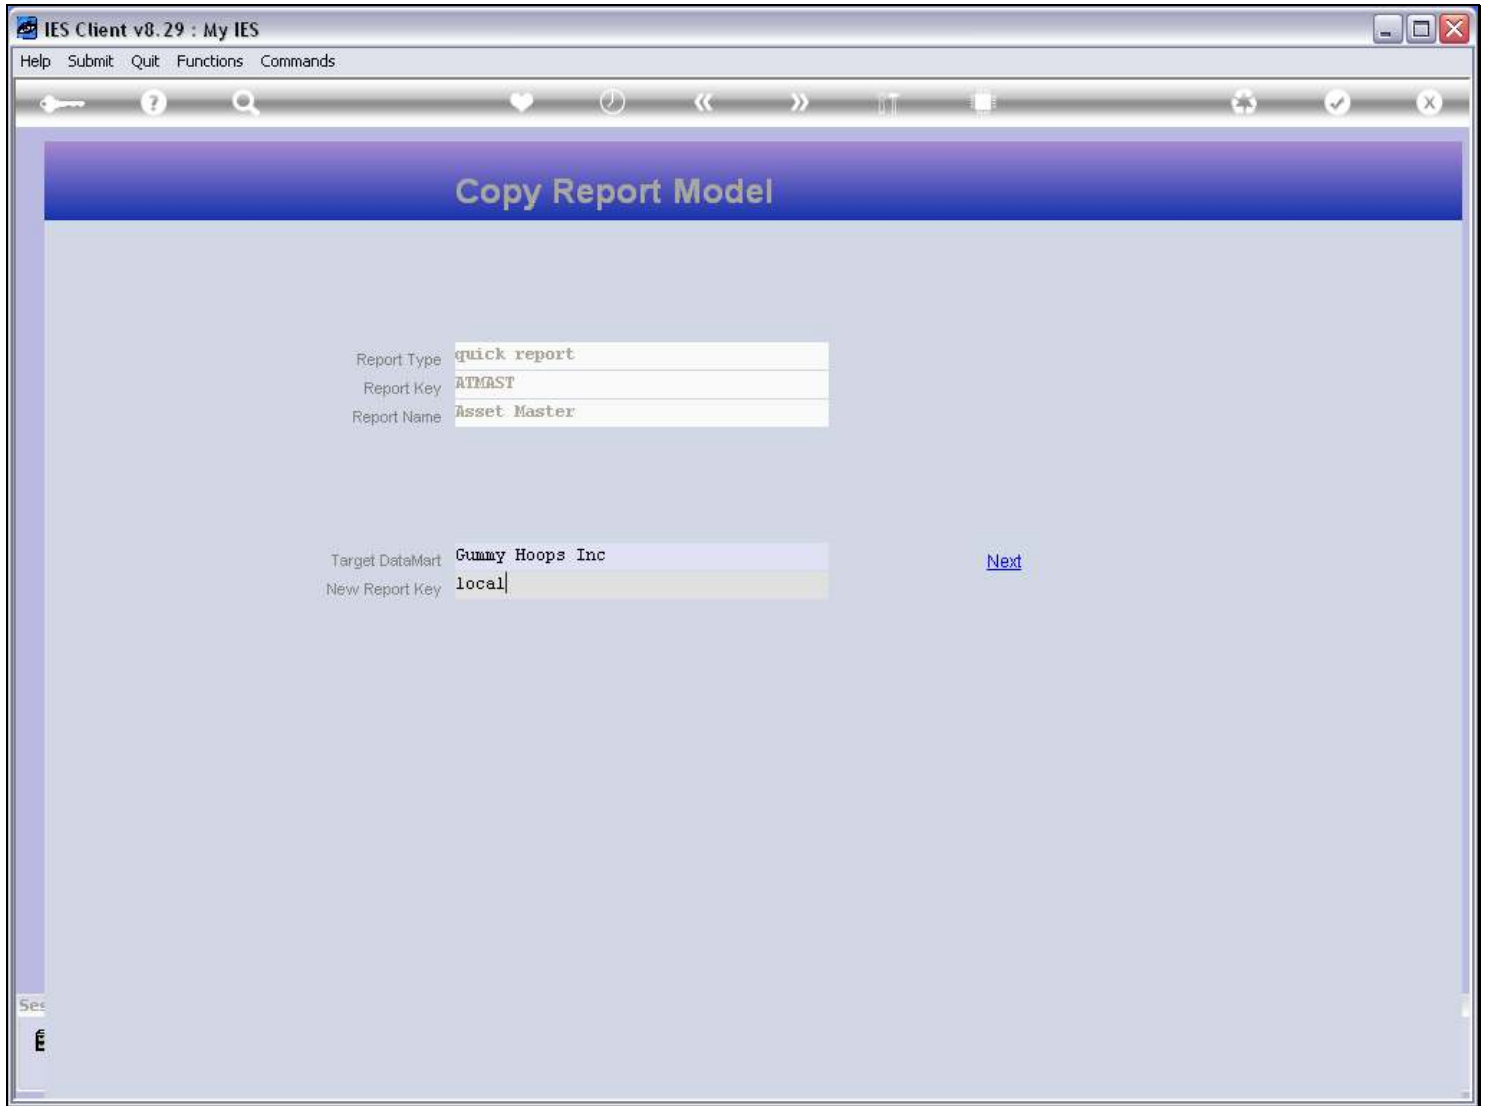 IES Client v8.29 : My IES
Help Submit Quit Functions Commands
Copy Report Model
Report Type quick report
Report Key ATMAST
Report Name Asset Master
Target DataMart Gummy Hoops Inc Next
New Report Key local